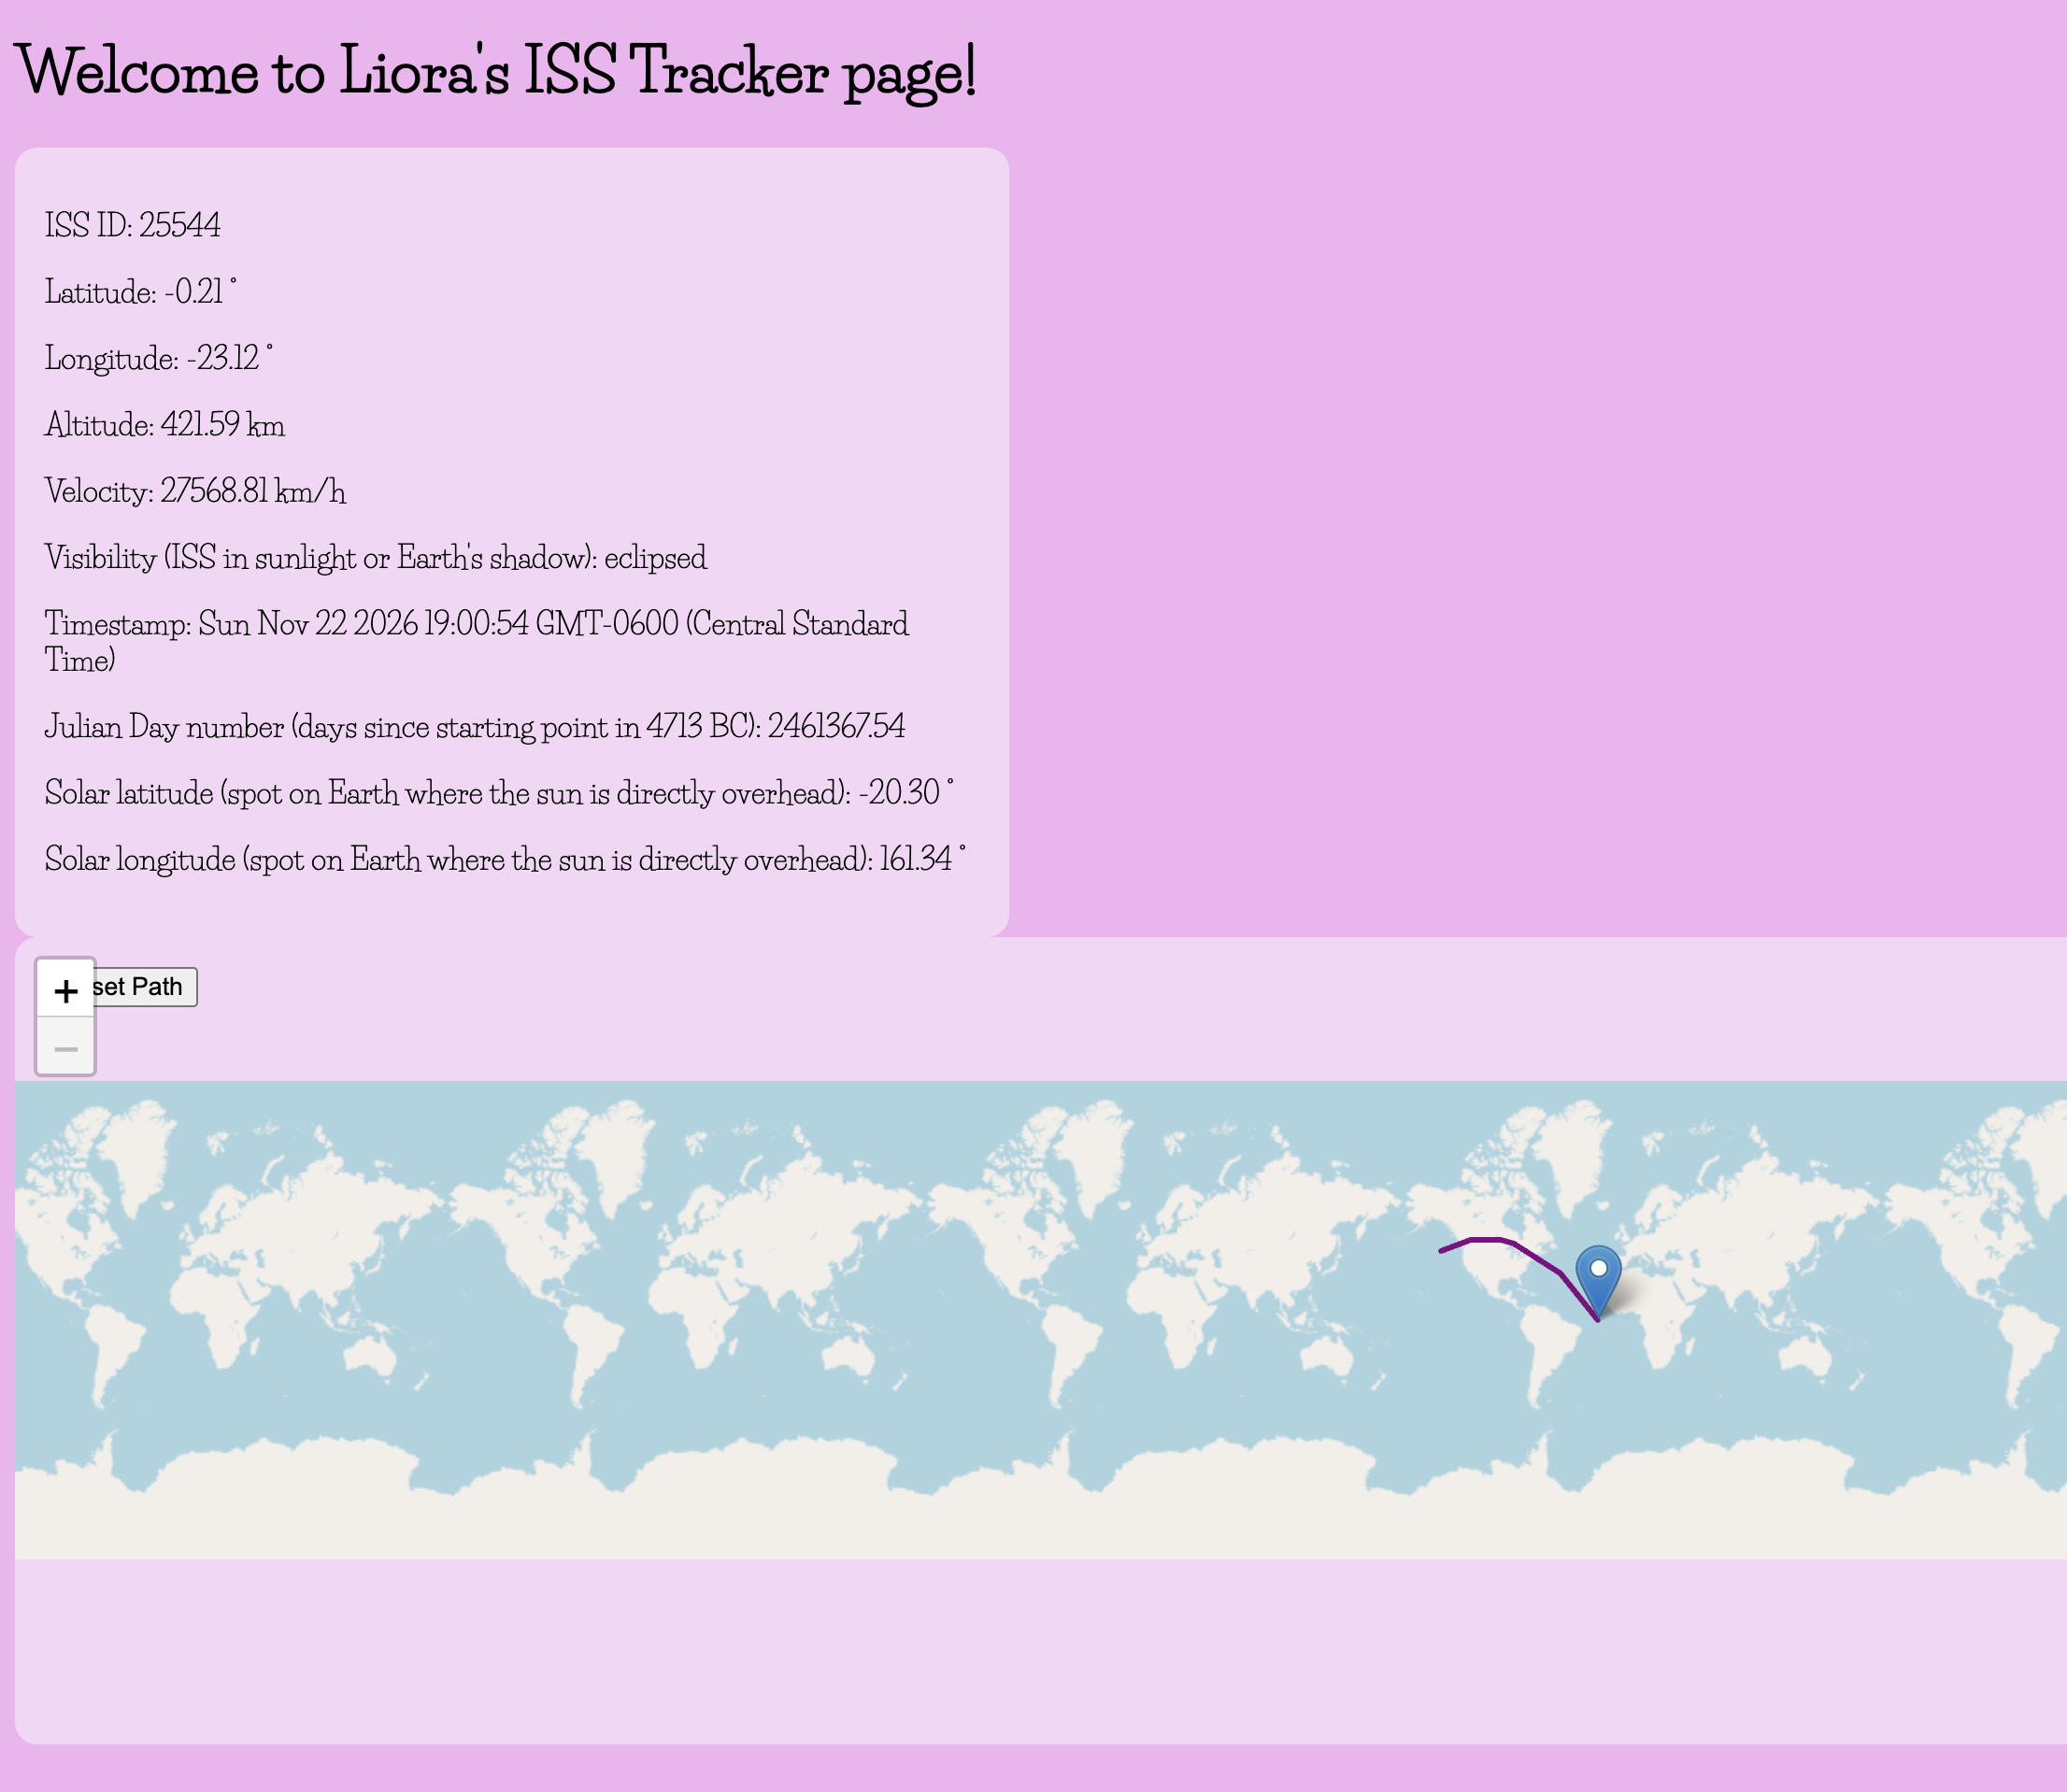 Welcome to Liora's ISS Tracker page!
ISS ID: 25544
Latitude: -0.21 °
Longitude: -23.12 °
Altitude: 421.59 km
Velocity: 27568.81 km/h
Visibility (ISS in sunlight or Earth's shadow): eclipsed
Timestamp: Sun Nov 22 2026 19:00:54 GMT-0600 (Central Standard
Time)
Julian Day number (days since starting point in 4713 BC): 2461367.54
Solar latitude (spot on Earth where the sun is directly overhead): -20.30 °
Solar longitude (spot on Earth where the sun is directly overhead): 161.34 °
+
set Path
−